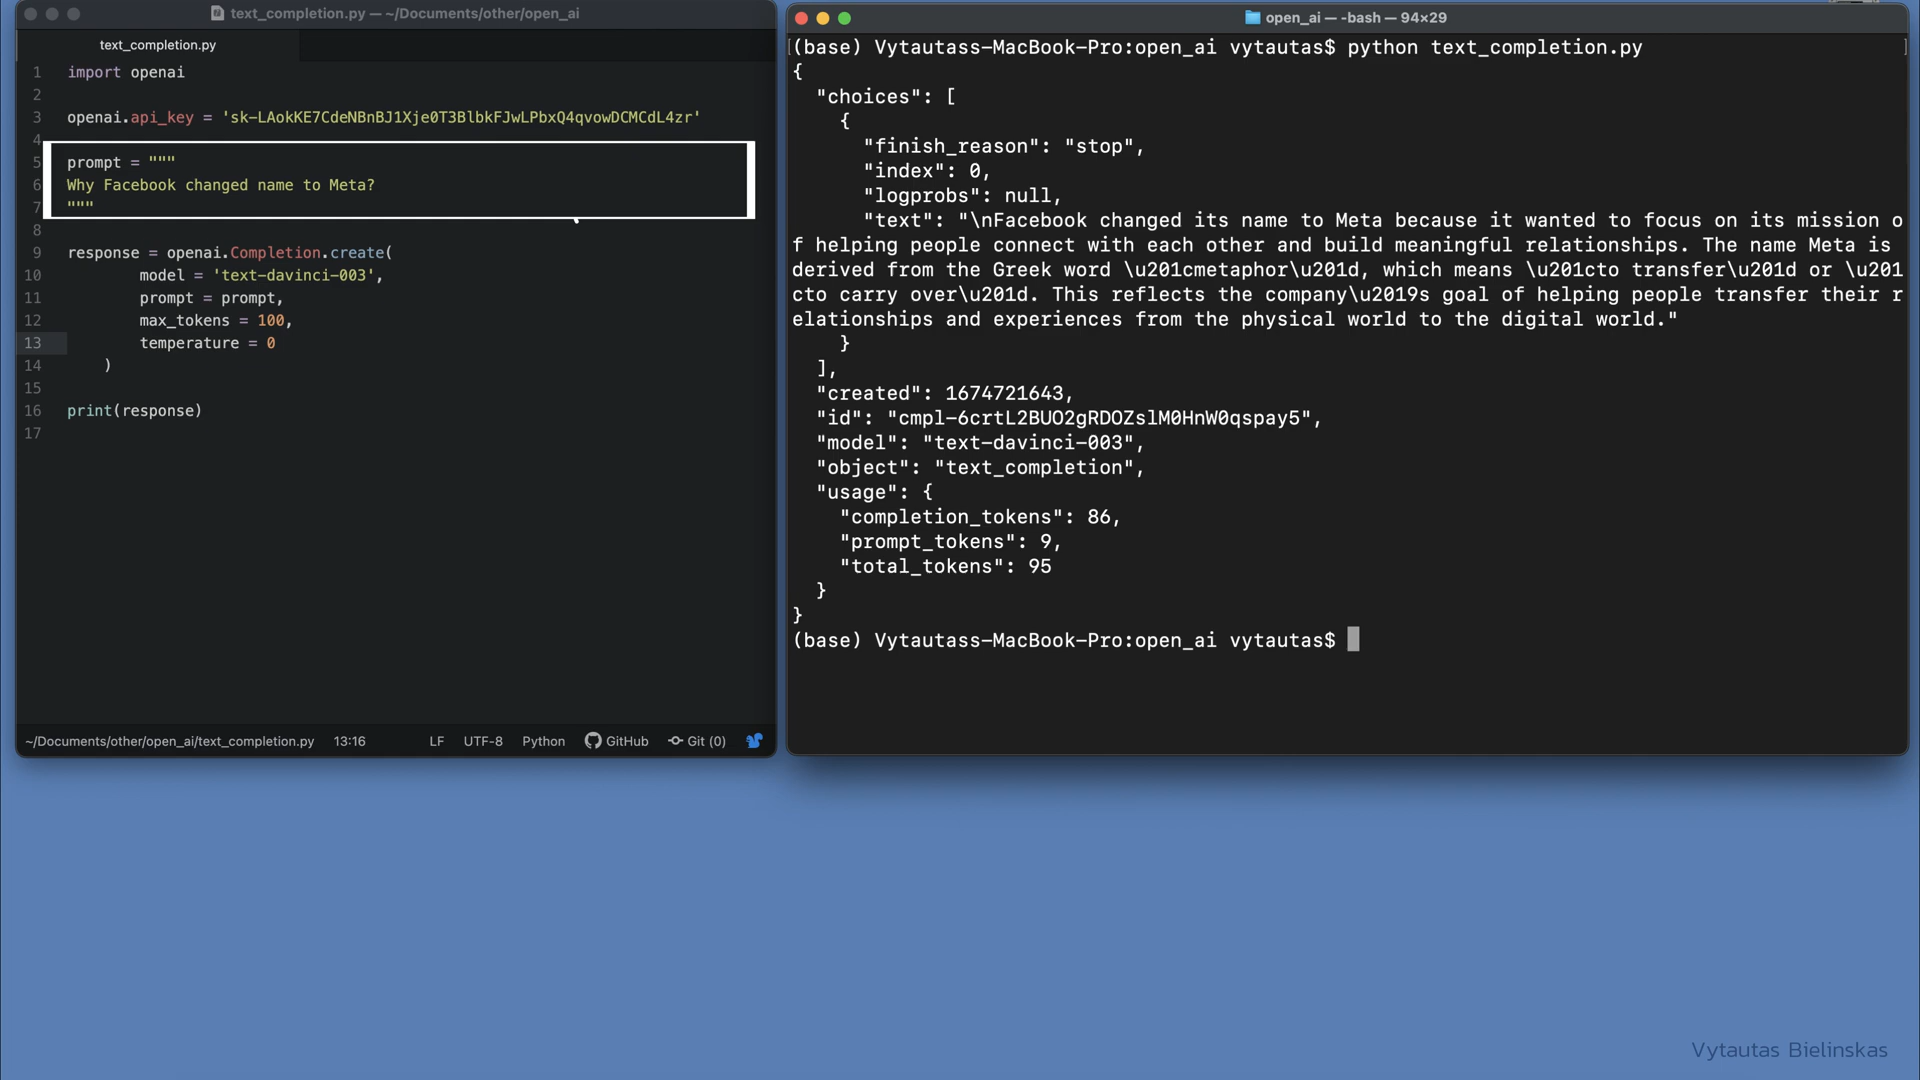 text_completion.py — ~/Documents/other/open_ai
text_completion.py
1 import openai
2
3 openai.api_key = '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'
4
5 prompt = """
6 Why Facebook changed name to Meta?
7 """
8
9 response = openai.Completion.create(
10 model = 'text-davinci-003',
11 prompt = prompt,
12 max_tokens = 100,
13 temperature = 0
14 )
15
16 print(response)
17
~/Documents/other/open_ai/text_completion.py 13:16 LF UTF-8 Python GitHub Git (0)
open_ai — -bash — 94×29
(base) Vytautass-MacBook-Pro:open_ai vytautas$ python text_completion.py
{
"choices": [
{
"finish_reason": "stop",
"index": 0,
"logprobs": null,
"text": "\nFacebook changed its name to Meta because it wanted to focus on its mission o
f helping people connect with each other and build meaningful relationships. The name Meta is
derived from the Greek word \u201cmetaphor\u201d, which means \u201cto transfer\u201d or \u201
cto carry over\u201d. This reflects the company\u2019s goal of helping people transfer their r
elationships and experiences from the physical world to the digital world."
}
],
"created": 1674721643,
"id": "cmpl-6crtL2BUO2gRDOZslM0HnW0qspay5",
"model": "text-davinci-003",
"object": "text_completion",
"usage": {
"completion_tokens": 86,
"prompt_tokens": 9,
"total_tokens": 95
}
}
(base) Vytautass-MacBook-Pro:open_ai vytautas$
Vytautas Bielinskas